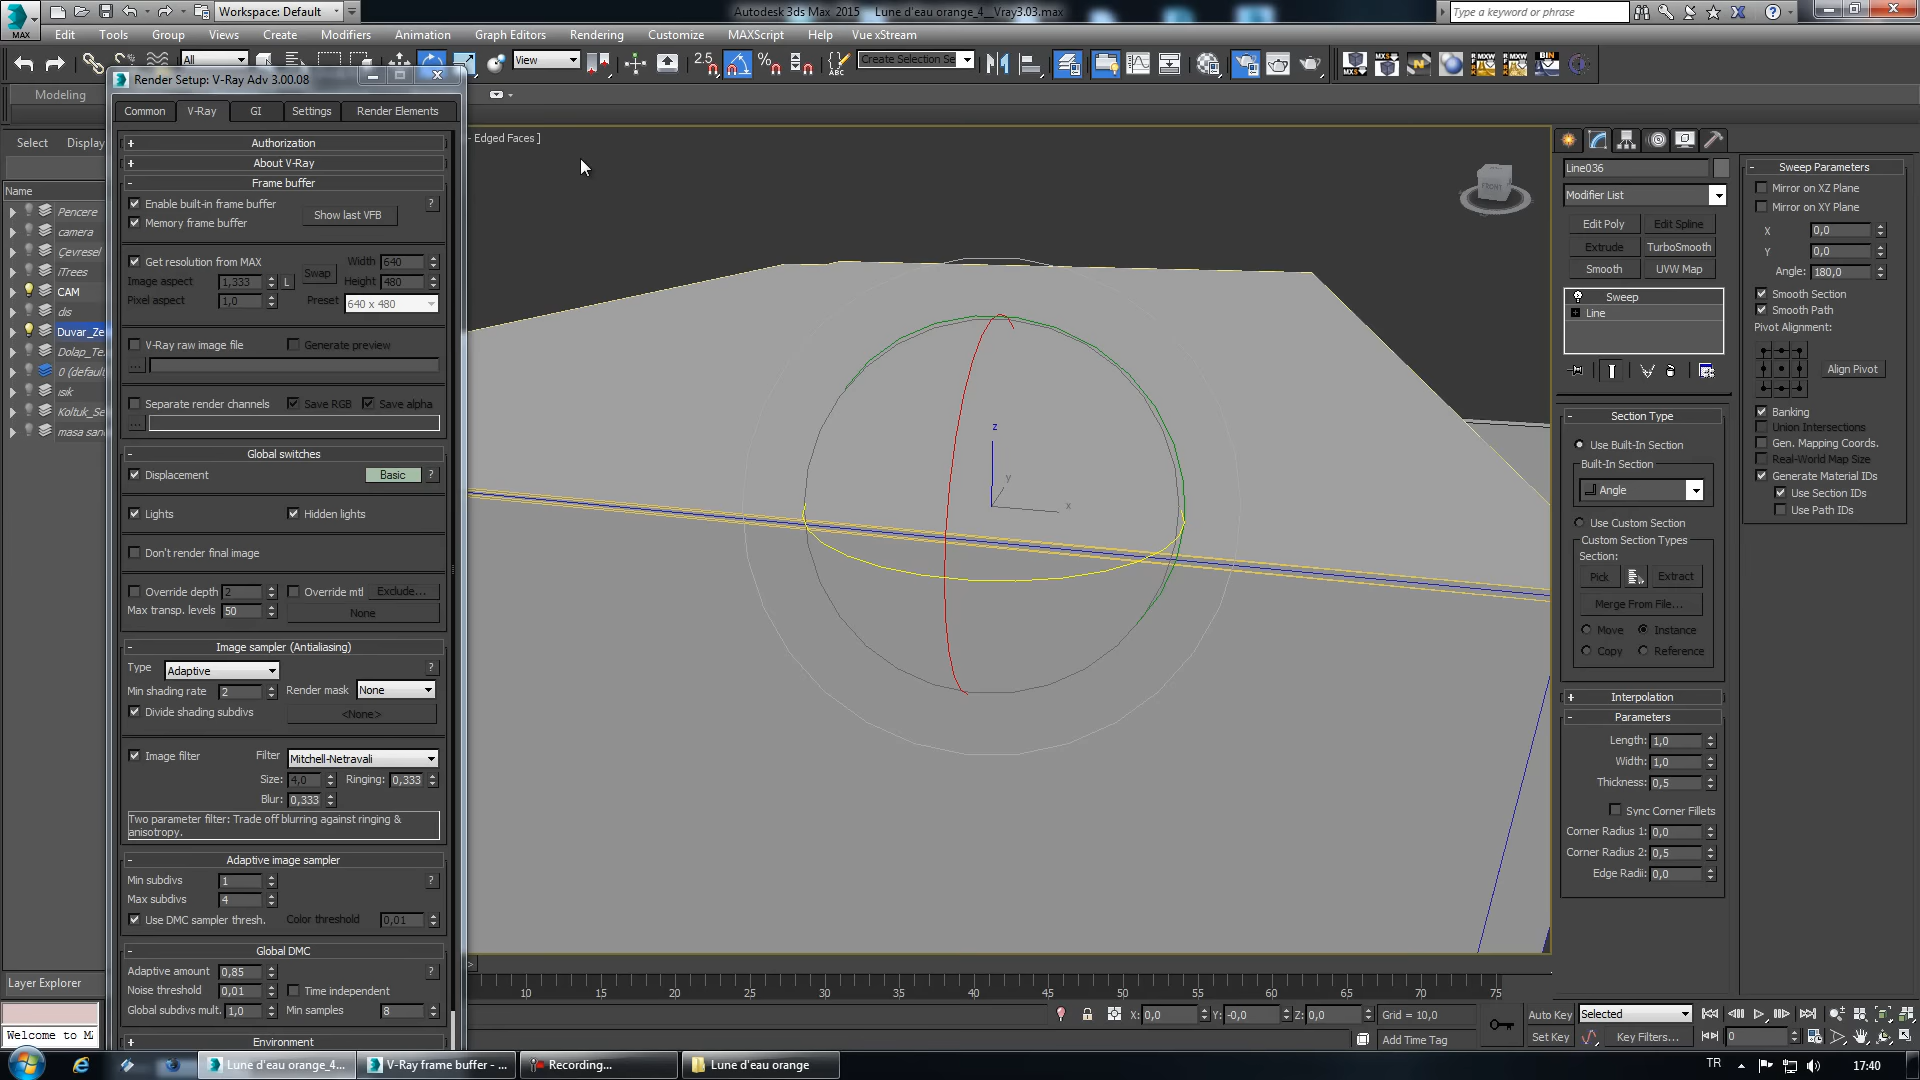 Workspace: Default
Autodesk 3ds Max 2015
Lune d'eau orange_4__Vray3.03.max
Type a keyword or phrase
MAX
Edit
Tools
Group
Views
Create
Modifiers
Animation
Graph Editors
Rendering
Customize
MAXScript
Help
Vue xStream
All
View
2.5
Create Selection Se
Modeling
Render Setup: V-Ray Adv 3.00.08
Common
V-Ray
GI
Settings
Render Elements
Select
Display
Name
Pencere
camera
Çevresel
iTrees
CAM
dis
Duvar_Ze
Dolap_Te
0 (default
ısik
Koltuk_Se
masa san
Layer Explorer
Welcome to M
Authorization
About V-Ray
Frame buffer
Enable built-in frame buffer
Memory frame buffer
Show last VFB
?
Get resolution from MAX
Image aspect 1,333
L
Pixel aspect 1,0
Swap
Width 640
Height 480
Preset 640 x 480
V-Ray raw image file
Generate preview
...
Separate render channels
Save RGB
Save alpha
...
Global switches
Displacement
Basic
?
Lights
Hidden lights
Don't render final image
Override depth 2
Override mtl
Exclude...
Max transp. levels 50
None
Image sampler (Antialiasing)
Type Adaptive
?
Min shading rate 2
Render mask None
Divide shading subdivs
<None>
Image filter
Filter Mitchell-Netravali
Size: 4,0
Ringing: 0,333
Blur: 0,333
Two parameter filter: Trade off blurring against ringing &
anisotropy.
Adaptive image sampler
Min subdivs 1
?
Max subdivs 4
Use DMC sampler thresh.
Color threshold 0,01
Global DMC
Adaptive amount 0,85
?
Noise threshold 0,01
Time independent
Global subdivs mult. 1,0
Min samples 8
Environment
Edged Faces ]
z
y
x
FRONT
Line036
Modifier List
Edit Poly
Edit Spline
Extrude
TurboSmooth
Smooth
UVW Map
Sweep
Line
Section Type
Use Built-In Section
Built-In Section
Angle
Use Custom Section
Custom Section Types
Section:
Pick
Extract
Merge From File...
Move
Instance
Copy
Reference
Interpolation
Parameters
Length: 1,0
Width: 1,0
Thickness: 0,5
Sync Corner Fillets
Corner Radius 1: 0,0
Corner Radius 2: 0,5
Edge Radii: 0,0
Sweep Parameters
Mirror on XZ Plane
Mirror on XY Plane
X 0,0
Y 0,0
Angle: 180,0
Smooth Section
Smooth Path
Pivot Alignment:
Align Pivot
Banking
Union Intersections
Gen. Mapping Coords.
Real-World Map Size
Generate Material IDs
Use Section IDs
Use Path IDs
10 15 20 25 30 35 40 45 50 55 60 65 70 75
X: 0,0
Y: -0,0
Z: 0,0
Grid = 10,0
Add Time Tag
Auto Key
Selected
Set Key
Key Filters...
0
Lune d'eau orange_4...
V-Ray frame buffer - ...
Recording...
Lune d'eau orange
TR
17:40